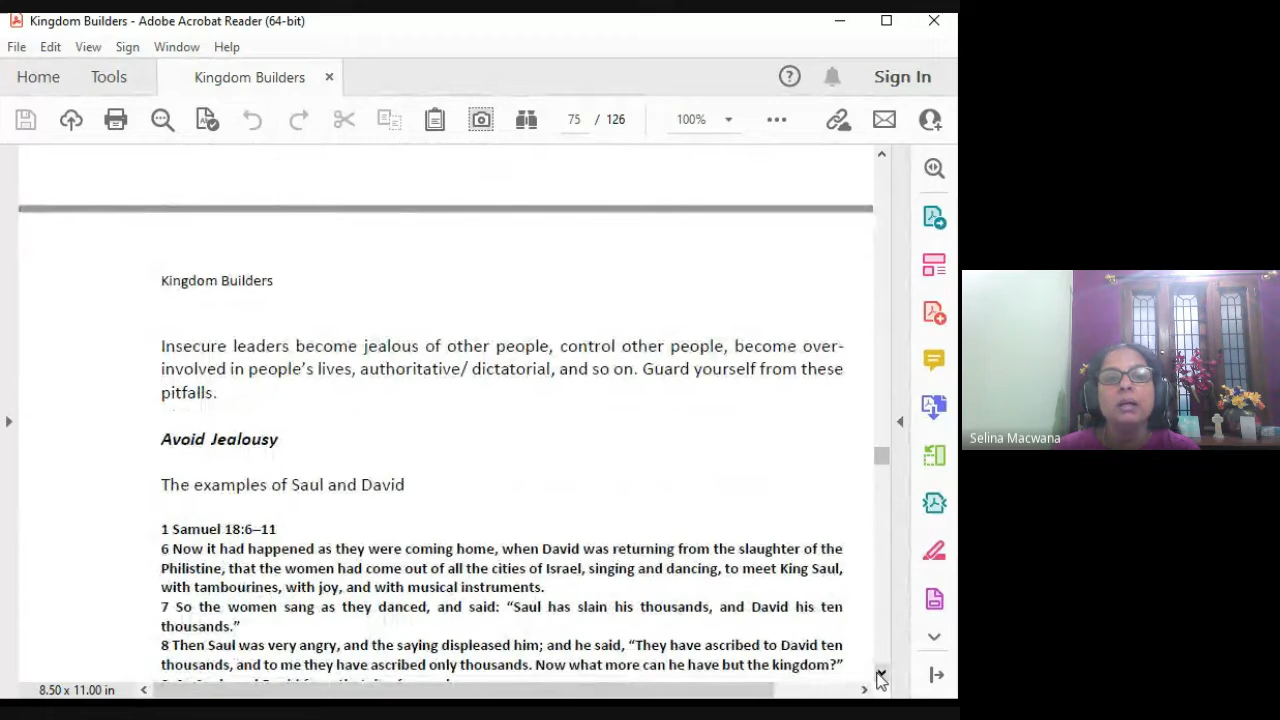 Kingdom Builders - Adobe Acrobat Reader (64-bit)
File Edit View Sign Window Help
Home Tools Kingdom Builders × Sign In
75 / 126 100%
Kingdom Builders
Insecure leaders become jealous of other people, control other people, become over-
involved in people's lives, authoritative/ dictatorial, and so on. Guard yourself from these
pitfalls.
Avoid Jealousy
The examples of Saul and David
1 Samuel 18:6–11
6 Now it had happened as they were coming home, when David was returning from the slaughter of the
Philistine, that the women had come out of all the cities of Israel, singing and dancing, to meet King Saul,
with tambourines, with joy, and with musical instruments.
7 So the women sang as they danced, and said: "Saul has slain his thousands, and David his ten
thousands."
8 Then Saul was very angry, and the saying displeased him; and he said, "They have ascribed to David ten
thousands, and to me they have ascribed only thousands. Now what more can he have but the kingdom?"
8.50 x 11.00 in
Selina Macwana